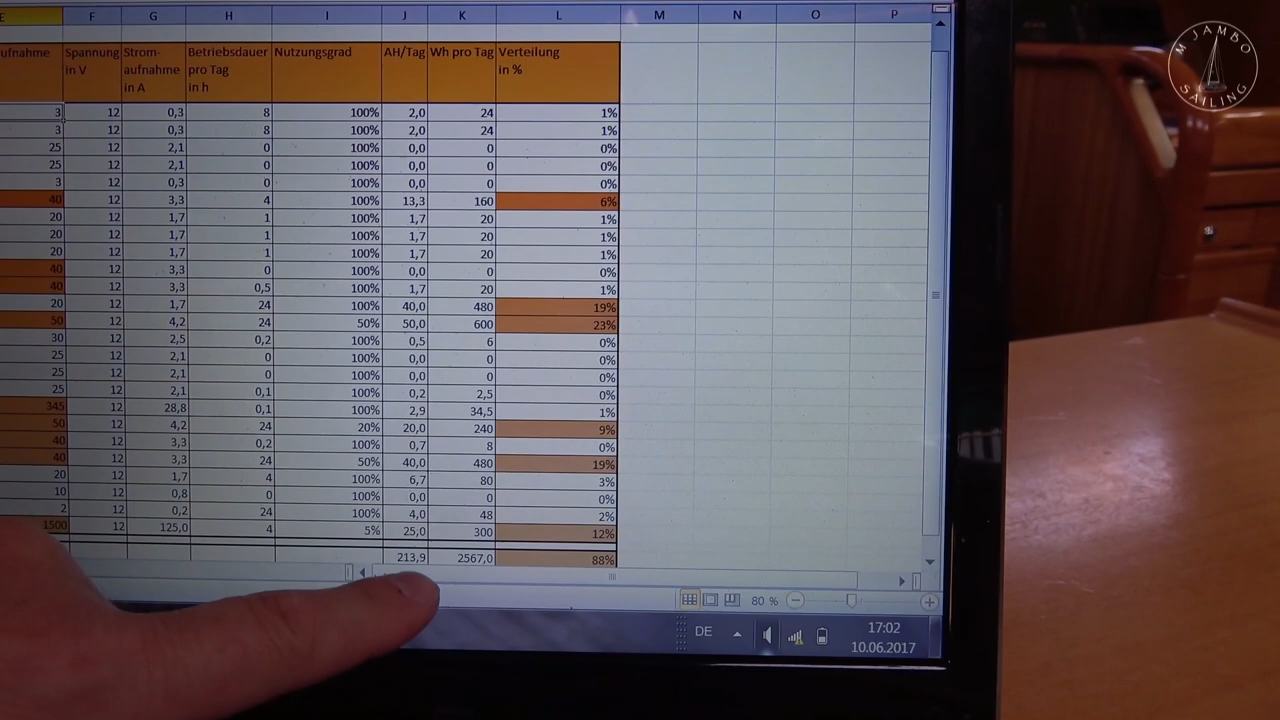 E F G H I J K L M N O P
ufnahme Spannung Strom- Betriebsdauer Nutzungsgrad AH/Tag Wh pro Tag Verteilung
in V aufnahme pro Tag in %
in A in h
3 12 0,3 8 100% 2,0 24 1%
3 12 0,3 8 100% 2,0 24 1%
25 12 2,1 0 100% 0,0 0 0%
25 12 2,1 0 100% 0,0 0 0%
3 12 0,3 0 100% 0,0 0 0%
40 12 3,3 4 100% 13,3 160 6%
20 12 1,7 1 100% 1,7 20 1%
20 12 1,7 1 100% 1,7 20 1%
20 12 1,7 1 100% 1,7 20 1%
40 12 3,3 0 100% 0,0 0 0%
40 12 3,3 0,5 100% 1,7 20 1%
20 12 1,7 24 100% 40,0 480 19%
50 12 4,2 24 50% 50,0 600 23%
30 12 2,5 0,2 100% 0,5 6 0%
25 12 2,1 0 100% 0,0 0 0%
25 12 2,1 0 100% 0,0 0 0%
25 12 2,1 0,1 100% 0,2 2,5 0%
345 12 28,8 0,1 100% 2,9 34,5 1%
50 12 4,2 24 20% 20,0 240 9%
40 12 3,3 0,2 100% 0,7 8 0%
40 12 3,3 24 50% 40,0 480 19%
20 12 1,7 4 100% 6,7 80 3%
10 12 0,8 0 100% 0,0 0 0%
2 12 0,2 24 100% 4,0 48 2%
1500 12 125,0 4 5% 25,0 300 12%
213,9 2567,0 88%
80 %
DE 17:02
10.06.2017
M JAMBO
SAILING